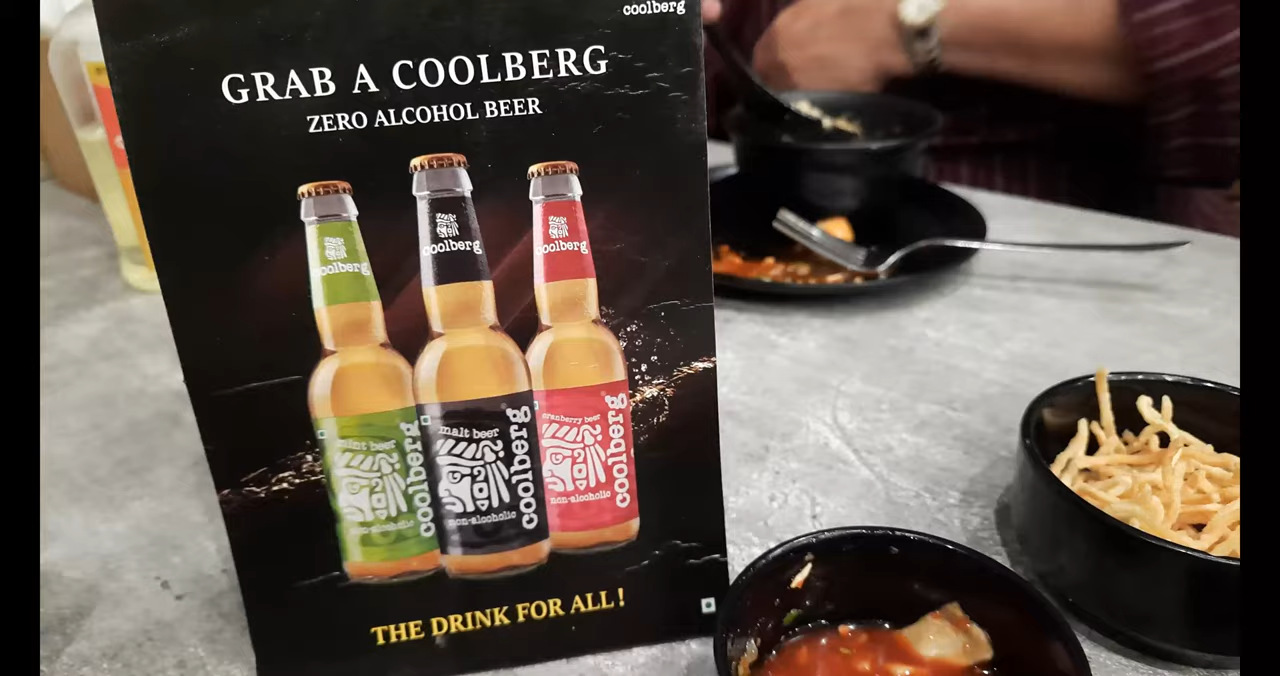 coolberg
GRAB A COOLBERG
ZERO ALCOHOL BEER
coolberg
coolberg
coolberg
mint beer
coolberg
non-alcoholic
malt beer
coolberg
non-alcoholic
cranberry beer
coolberg
non-alcoholic
THE DRINK FOR ALL!